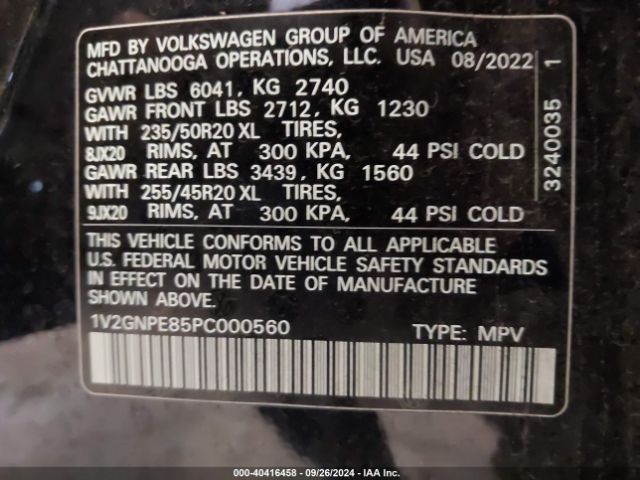 MFD BY VOLKSWAGEN GROUP OF AMERICA
CHATTANOOGA OPERATIONS, LLC. USA 08/2022
GVWR LBS 6041, KG 2740
GAWR FRONT LBS 2712, KG 1230
WITH 235/50R20 XL TIRES,
8JX20 RIMS, AT 300 KPA, 44 PSI COLD
GAWR REAR LBS 3439, KG 1560
WITH 255/45R20 XL TIRES,
9JX20 RIMS, AT 300 KPA, 44 PSI COLD
3240035 1
THIS VEHICLE CONFORMS TO ALL APPLICABLE
U.S. FEDERAL MOTOR VEHICLE SAFETY STANDARDS
IN EFFECT ON THE DATE OF MANUFACTURE
1V2GNPE85PC000560 TYPE: MPV
000-40416458 - 09/26/2024 - IAA Inc.